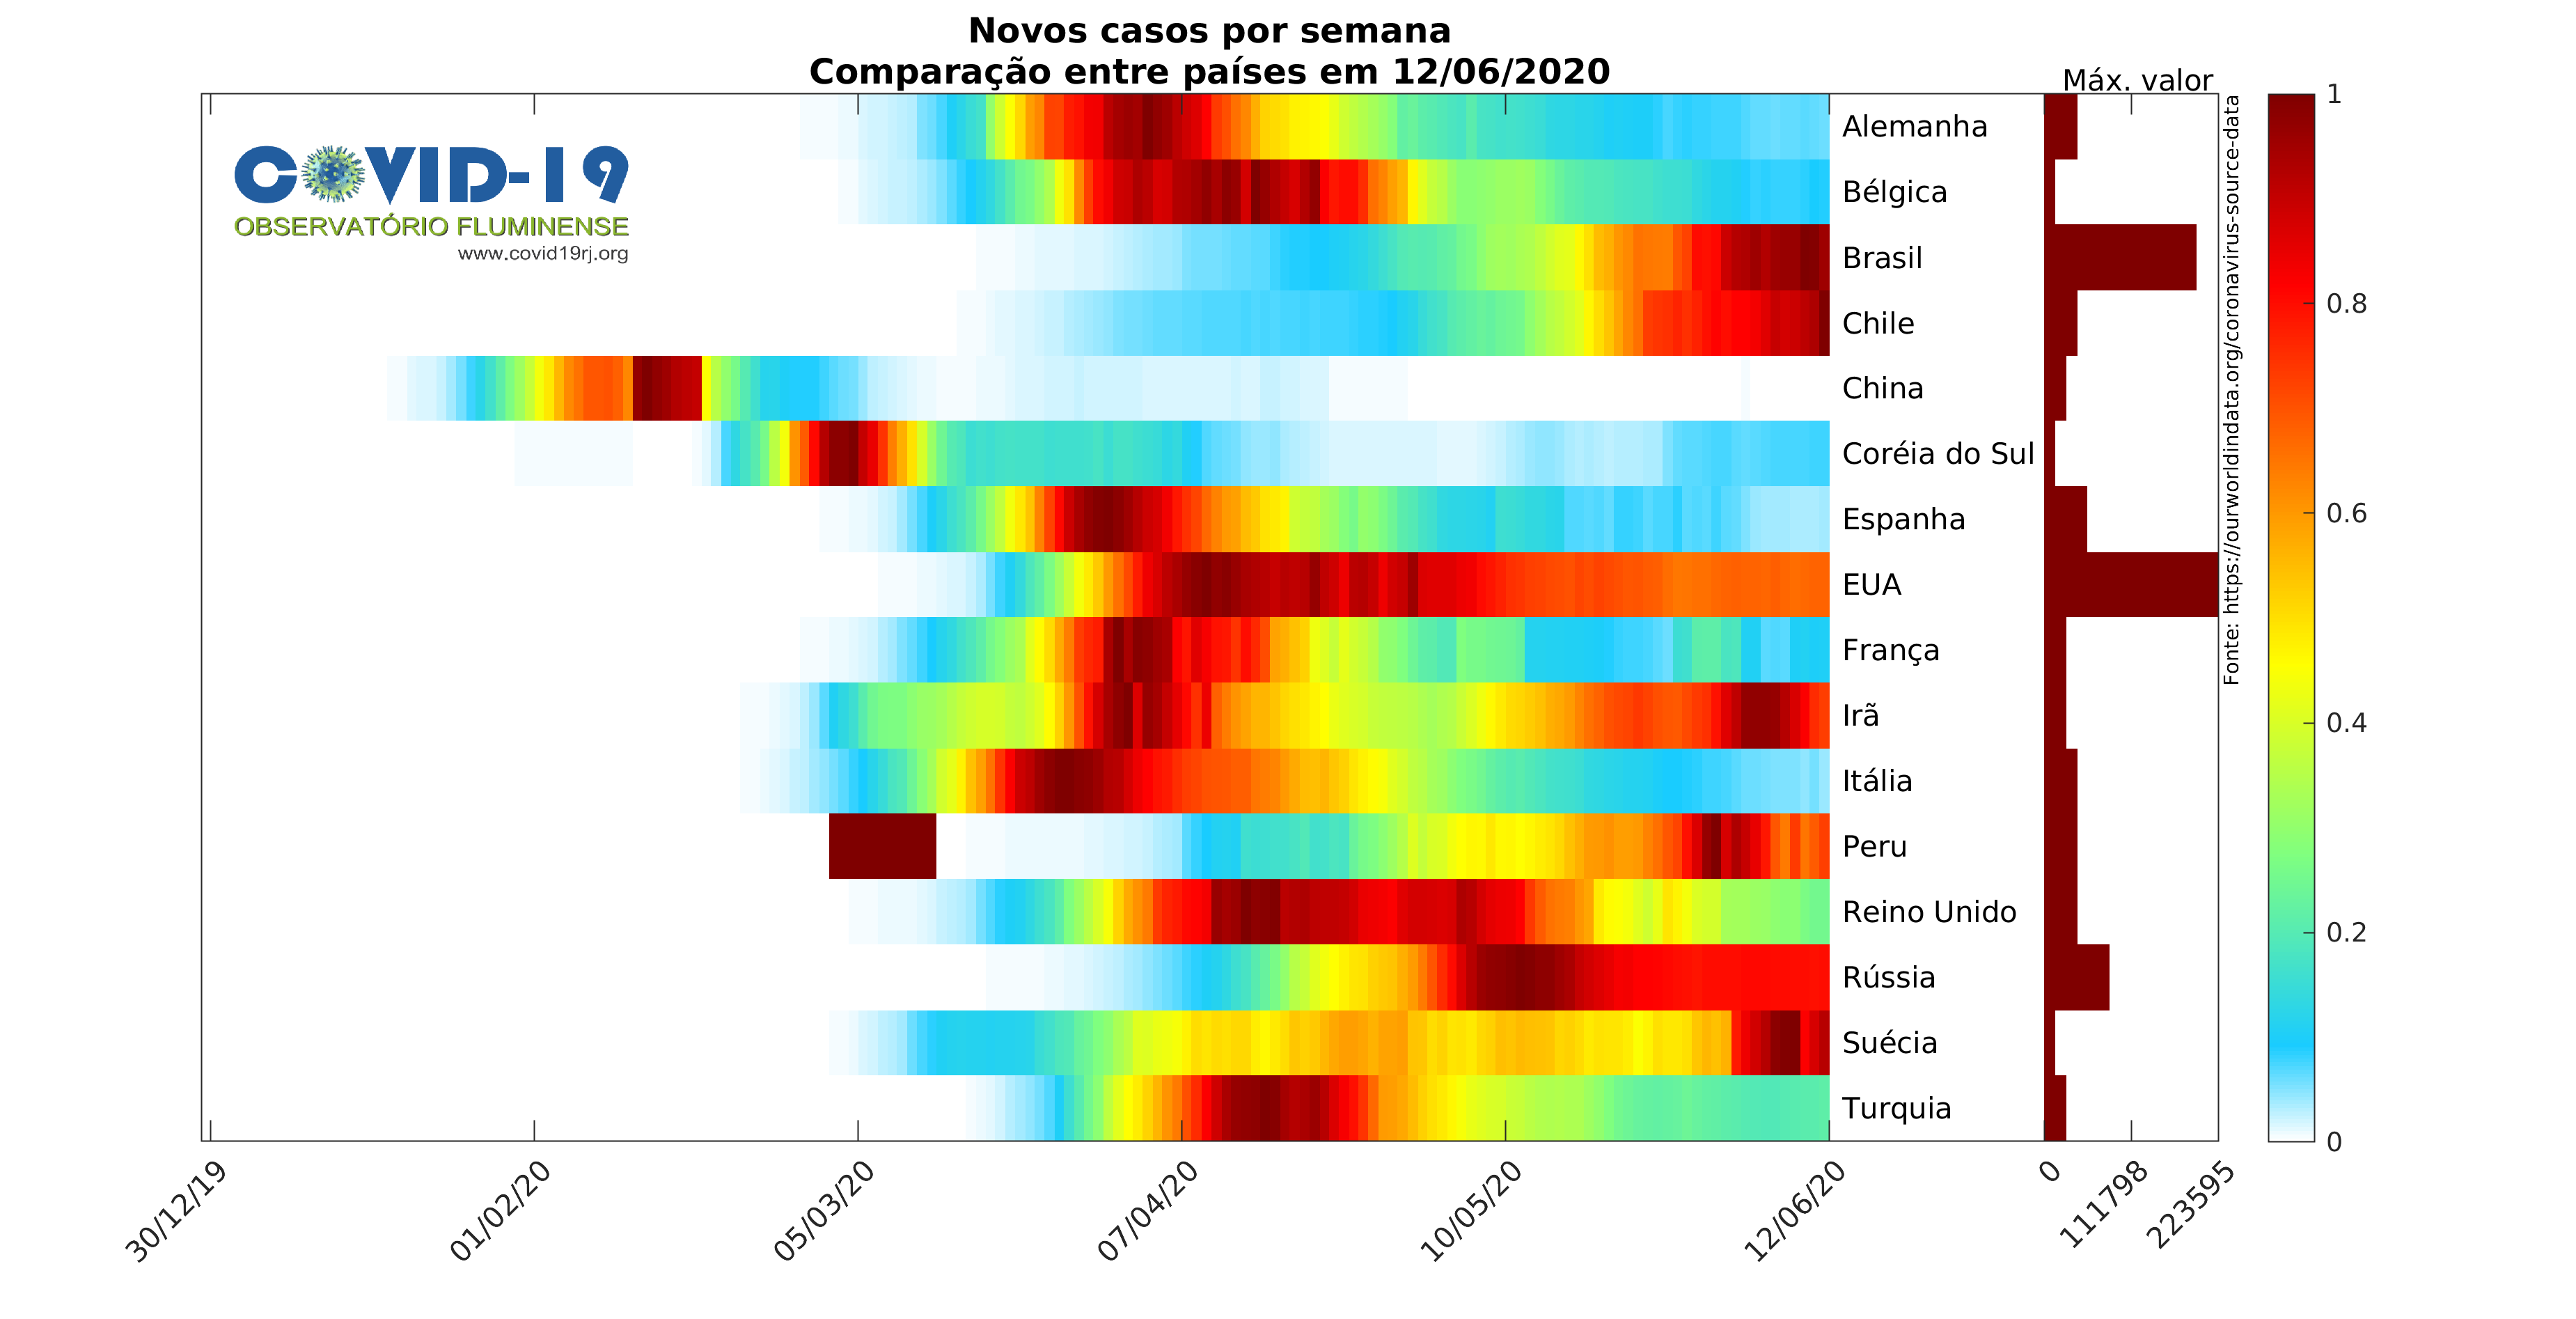 Novos casos por semana
Comparação entre países em 12/06/2020
Máx. valor
COVID-19
OBSERVATÓRIO FLUMINENSE
www.covid19rj.org
Alemanha
Bélgica
Brasil
Chile
China
Coréia do Sul
Espanha
EUA
França
Irã
Itália
Peru
Reino Unido
Rússia
Suécia
Turquia
Fonte: https://ourworldindata.org/coronavirus-source-data
1
0.8
0.6
0.4
0.2
0
30/12/19
01/02/20
05/03/20
07/04/20
10/05/20
12/06/20
0
111798
223595